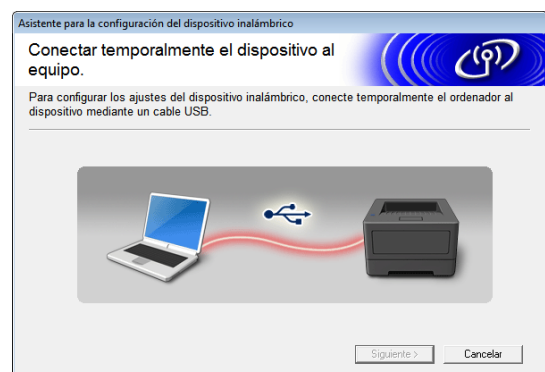 Asistente para la configuración del dispositivo inalámbrico
Conectar temporalmente el dispositivo al
equipo.
Para configurar los ajustes del dispositivo inalámbrico, conecte temporalmente el ordenador al
dispositivo mediante un cable USB.
Siguiente > Cancelar